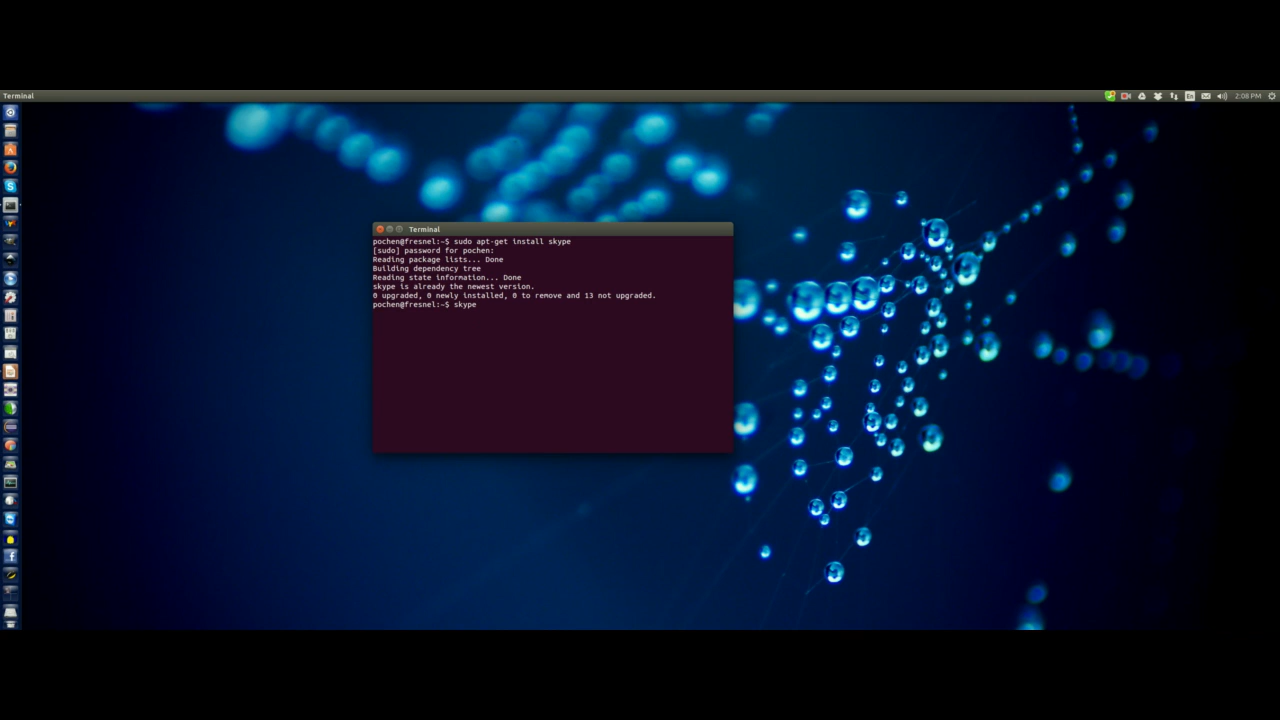 Terminal
En
2:08 PM
Terminal
pochen@fresnel:~$ sudo apt-get install skype
[sudo] password for pochen:
Reading package lists... Done
Building dependency tree
Reading state information... Done
skype is already the newest version.
0 upgraded, 0 newly installed, 0 to remove and 13 not upgraded.
pochen@fresnel:~$ skype